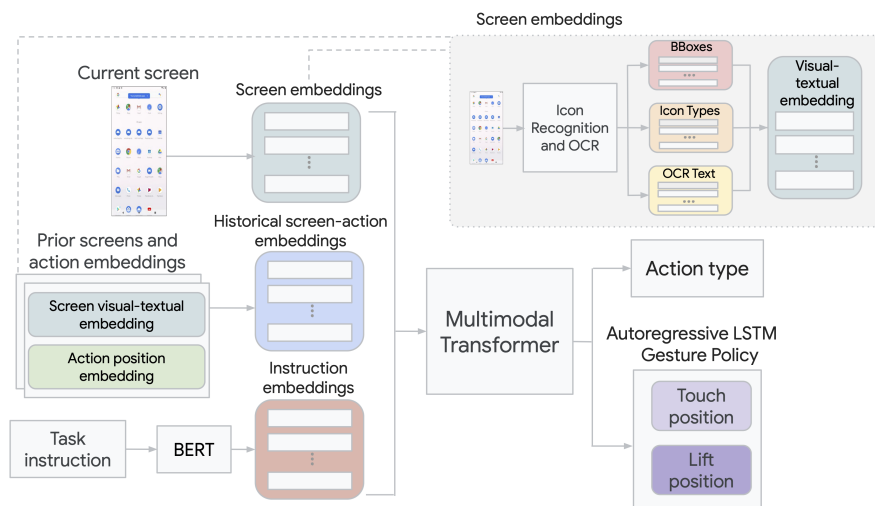 Screen embeddings
Current screen
Screen embeddings
BBoxes
Icon
Recognition
and OCR
Icon Types
OCR Text
Visual-
textual
embedding
Historical screen-action
embeddings
Prior screens and
action embeddings
Screen visual-textual
embedding
Action position
embedding
Instruction
embeddings
Task
instruction
BERT
Multimodal
Transformer
Action type
Autoregressive LSTM
Gesture Policy
Touch
position
Lift
position